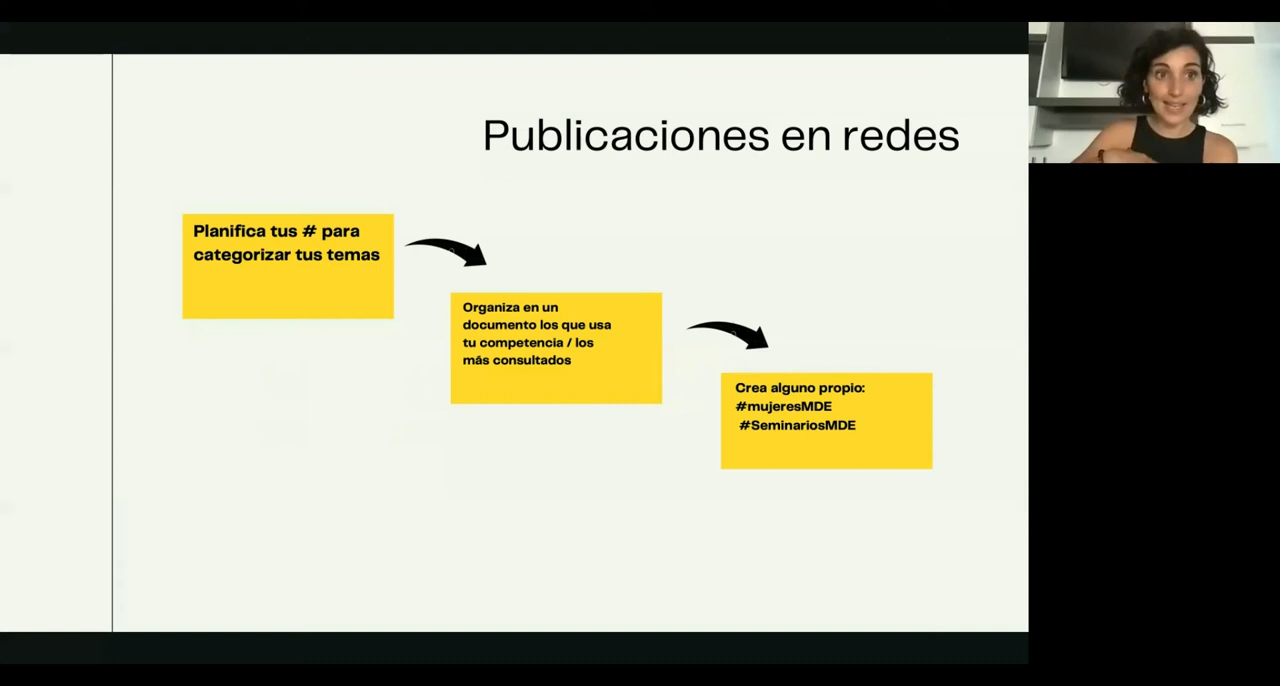 Publicaciones en redes
Planifica tus # para
categorizar tus temas
Organiza en un
documento los que usa
tu competencia / los
más consultados
Crea alguno propio:
#mujeresMDE
#SeminariosMDE